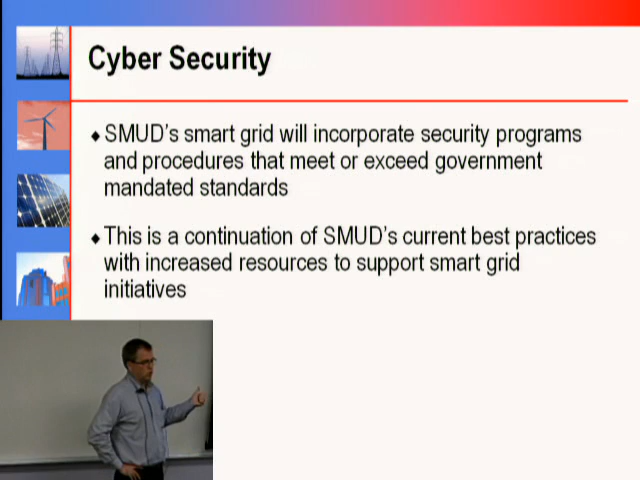 Cyber Security
SMUD's smart grid will incorporate security programs
and procedures that meet or exceed government
mandated standards
This is a continuation of SMUD's current best practices
with increased resources to support smart grid
initiatives